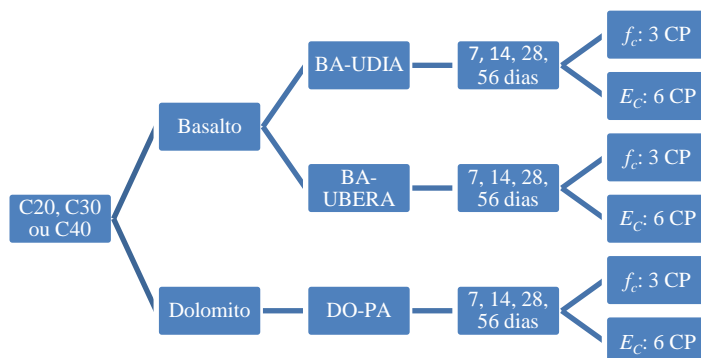 C20, C30
ou C40
Basalto
Dolomito
BA-UDIA
BA-
UBERA
DO-PA
7, 14, 28,
56 dias
7, 14, 28,
56 dias
7, 14, 28,
56 dias
fc: 3 CP
EC: 6 CP
fc: 3 CP
EC: 6 CP
fc: 3 CP
EC: 6 CP